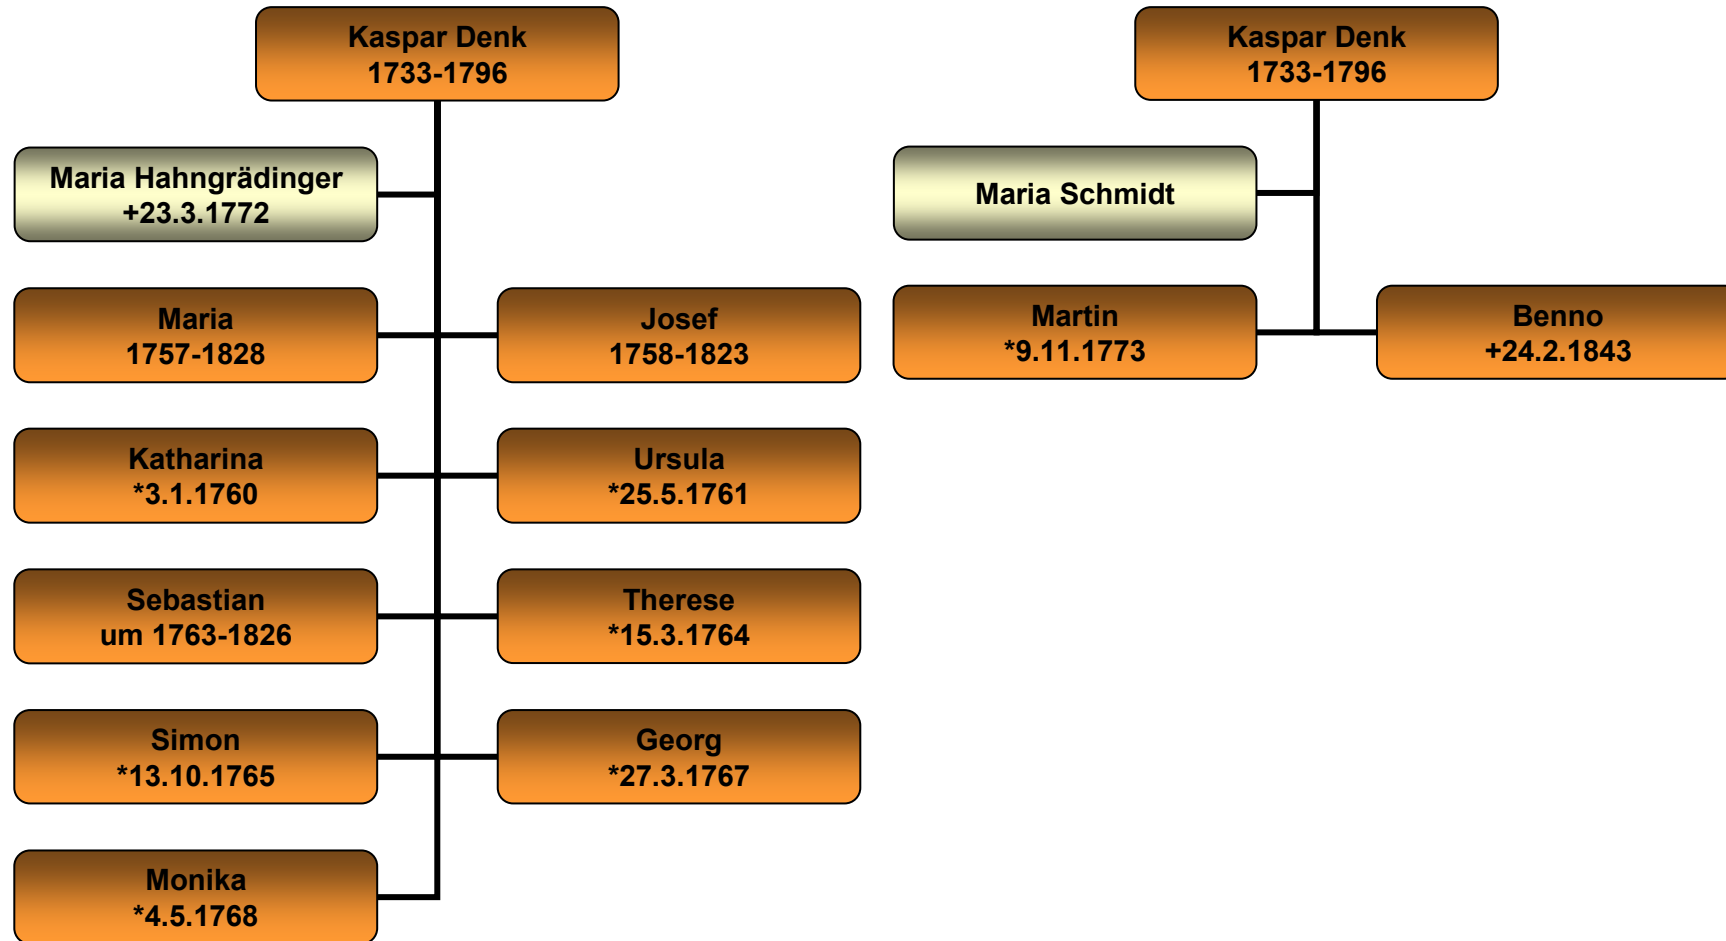 Kaspar Denk
1733-1796
Maria Hahngrädinger
+23.3.1772
Maria
1757-1828
Josef
1758-1823
Katharina
*3.1.1760
Ursula
*25.5.1761
Sebastian
um 1763-1826
Therese
*15.3.1764
Simon
*13.10.1765
Georg
*27.3.1767
Monika
*4.5.1768
Kaspar Denk
1733-1796
Maria Schmidt
Martin
*9.11.1773
Benno
+24.2.1843